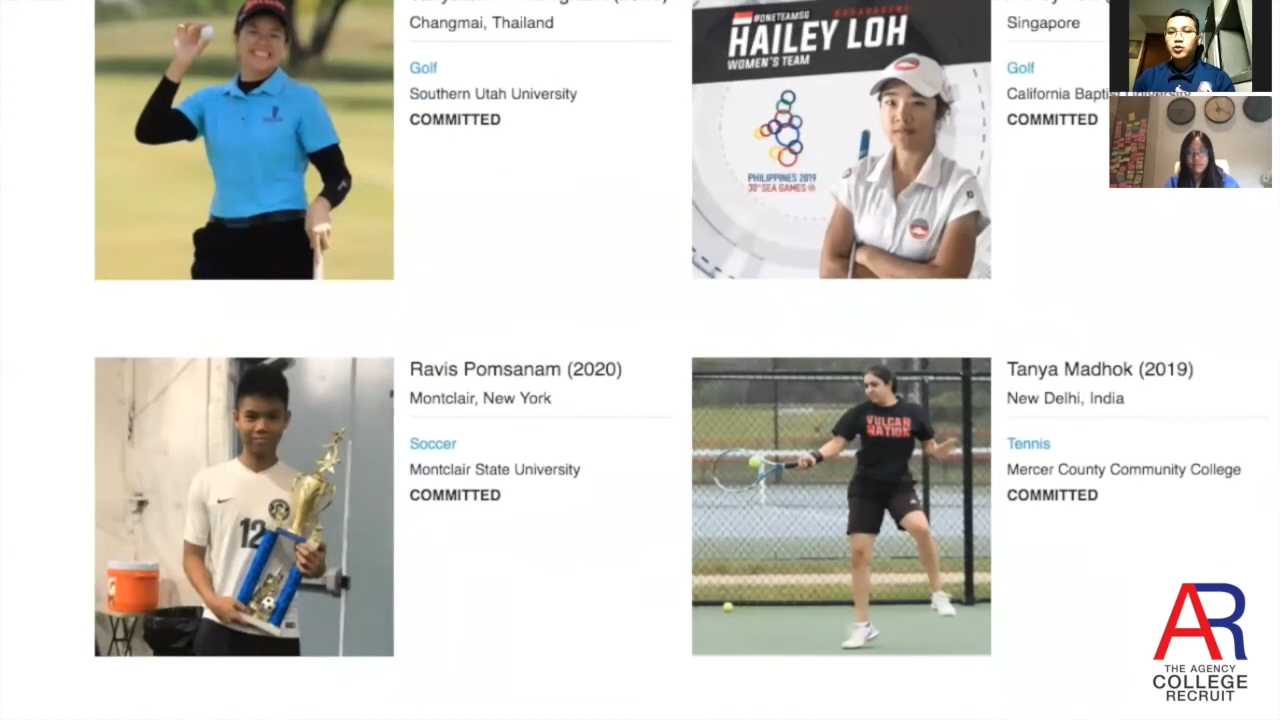 Changmai, Thailand
Golf
Southern Utah University
COMMITTED
#ONETEAMSG
HAILEY LOH
WOMEN'S TEAM
PHILIPPINES 2019
30th SEA GAMES
Singapore
Golf
California Baptist University
COMMITTED
Ravis Pomsanam (2020)
Montclair, New York
Soccer
Montclair State University
COMMITTED
12
Tanya Madhok (2019)
New Delhi, India
Tennis
Mercer County Community College
COMMITTED
VULCAN
NATION
AR
THE AGENCY
COLLEGE
RECRUIT